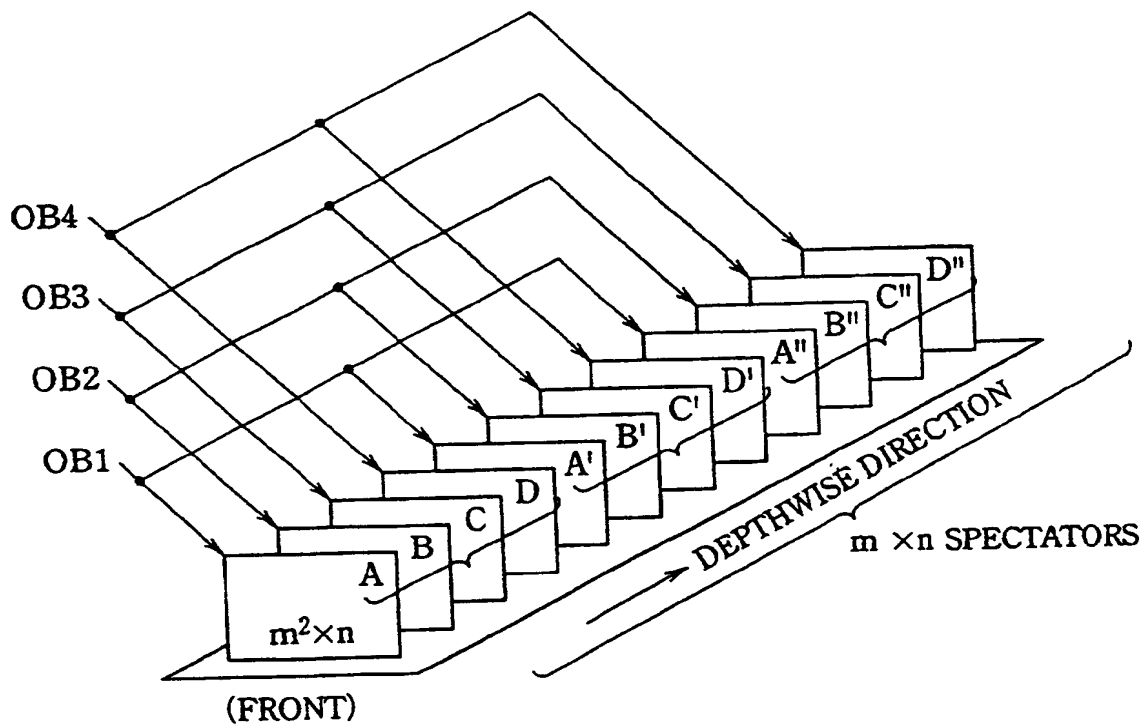 OB4
OB3
OB2
OB1
D"
C"
B"
A"
D'
C'
B'
A'
D
C
B
A
m²×n
DEPTHWISE DIRECTION
m ×n SPECTATORS
(FRONT)